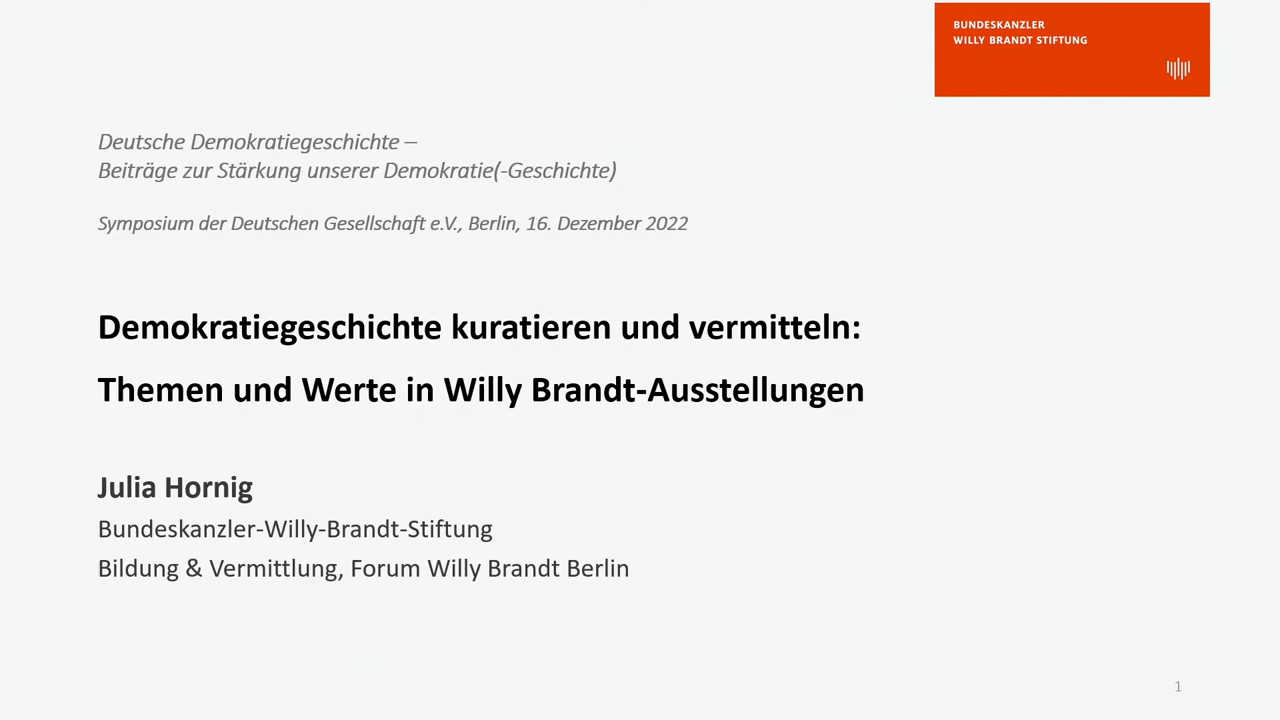 BUNDESKANZLER
WILLY BRANDT STIFTUNG
Deutsche Demokratiegeschichte –
Beiträge zur Stärkung unserer Demokratie(-Geschichte)
Symposium der Deutschen Gesellschaft e.V., Berlin, 16. Dezember 2022
Demokratiegeschichte kuratieren und vermitteln:
Themen und Werte in Willy Brandt-Ausstellungen
Julia Hornig
Bundeskanzler-Willy-Brandt-Stiftung
Bildung & Vermittlung, Forum Willy Brandt Berlin
1